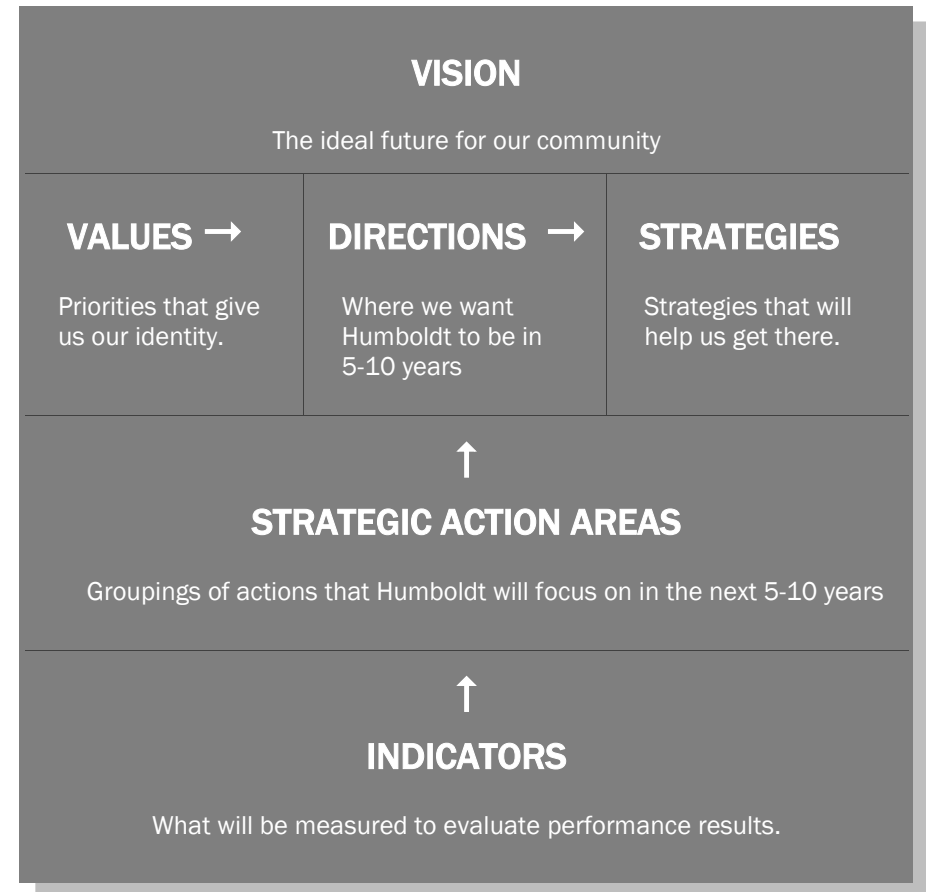 VISION
The ideal future for our community
VALUES → DIRECTIONS → STRATEGIES
Priorities that give
us our identity.
Where we want
Humboldt to be in
5-10 years
Strategies that will
help us get there.
↑
STRATEGIC ACTION AREAS
Groupings of actions that Humboldt will focus on in the next 5-10 years
↑
INDICATORS
What will be measured to evaluate performance results.